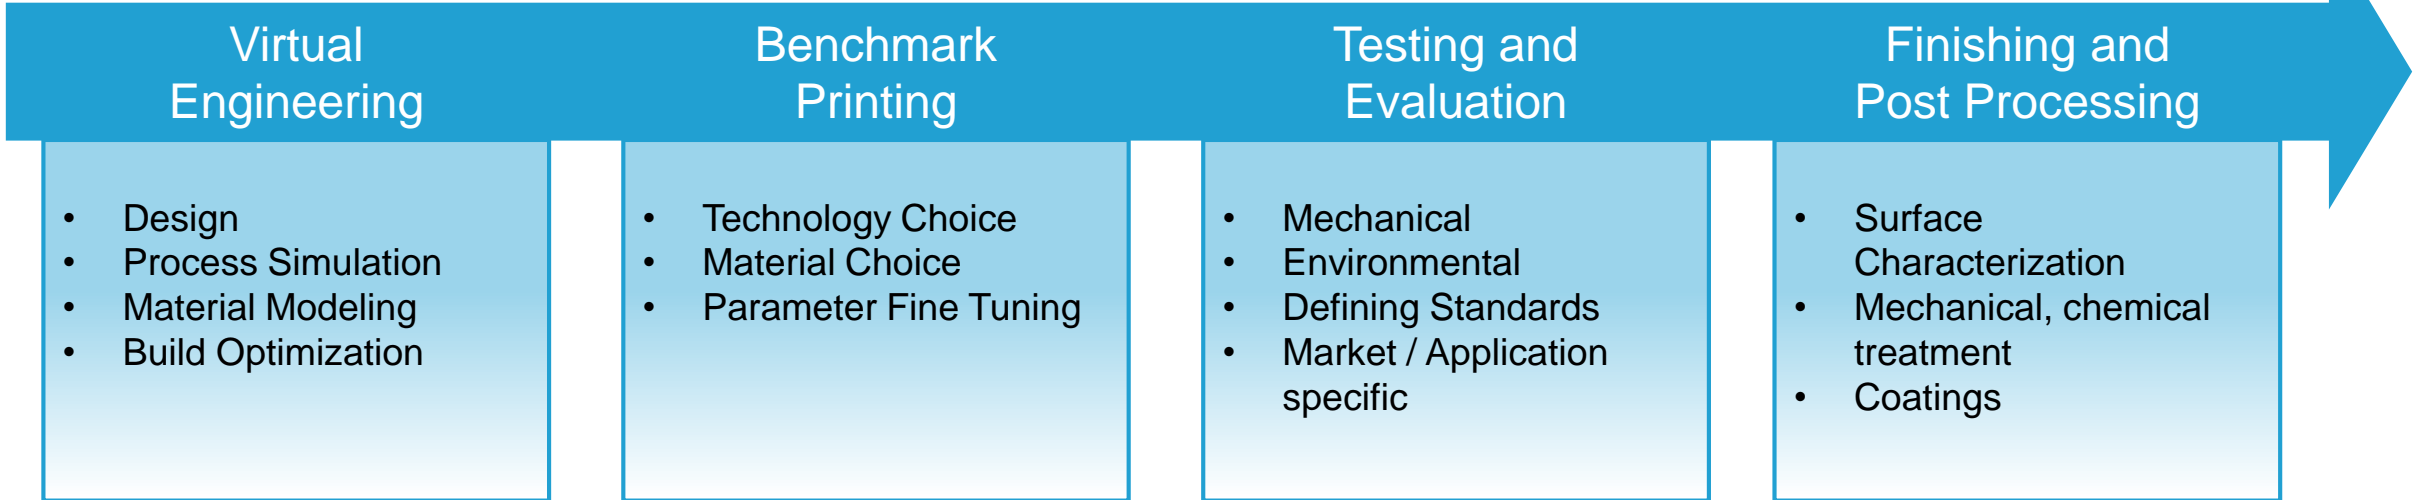 Virtual
Engineering
• Design
• Process Simulation
• Material Modeling
• Build Optimization
Benchmark
Printing
• Technology Choice
• Material Choice
• Parameter Fine Tuning
Testing and
Evaluation
• Mechanical
• Environmental
• Defining Standards
• Market / Application
specific
Finishing and
Post Processing
• Surface
Characterization
• Mechanical, chemical
treatment
• Coatings